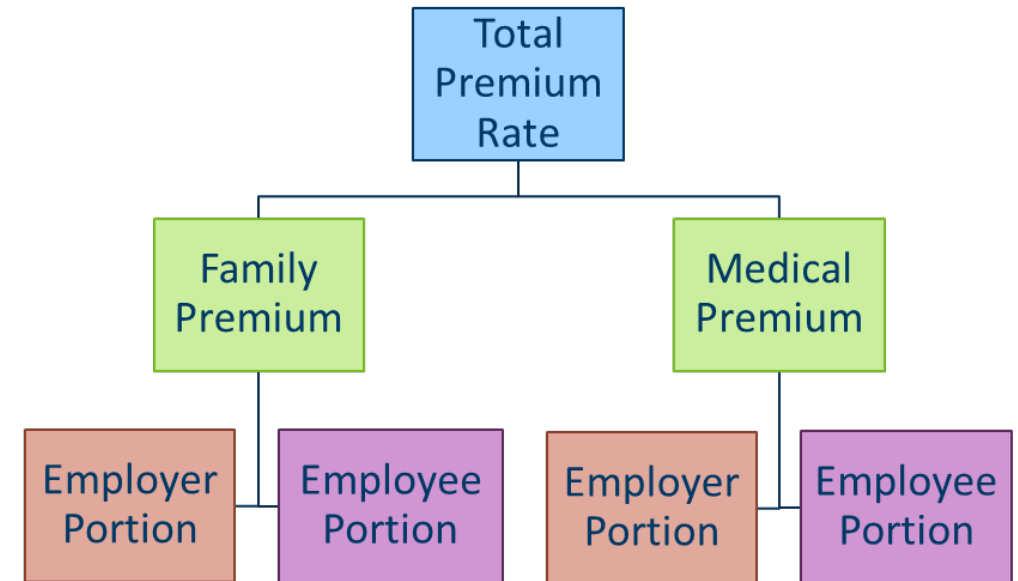 Total
Premium
Rate
Family
Premium
Medical
Premium
Employer
Portion
Employee
Portion
Employer
Portion
Employee
Portion